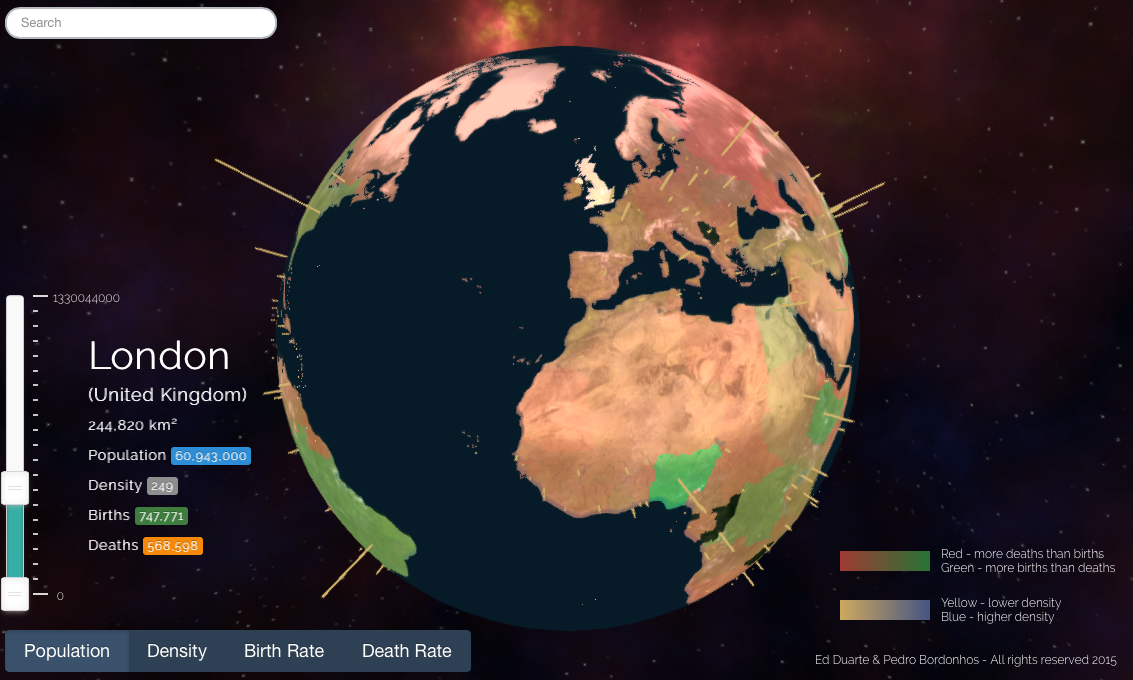 Search
1330044000
London
(United Kingdom)
244,820 km²
Population 60,943,000
Density 249
Births 747,771
Deaths 568,598
0
Red - more deaths than births
Green - more births than deaths
Yellow - lower density
Blue - higher density
Population Density Birth Rate Death Rate
Ed Duarte & Pedro Bordonhos - All rights reserved 2015